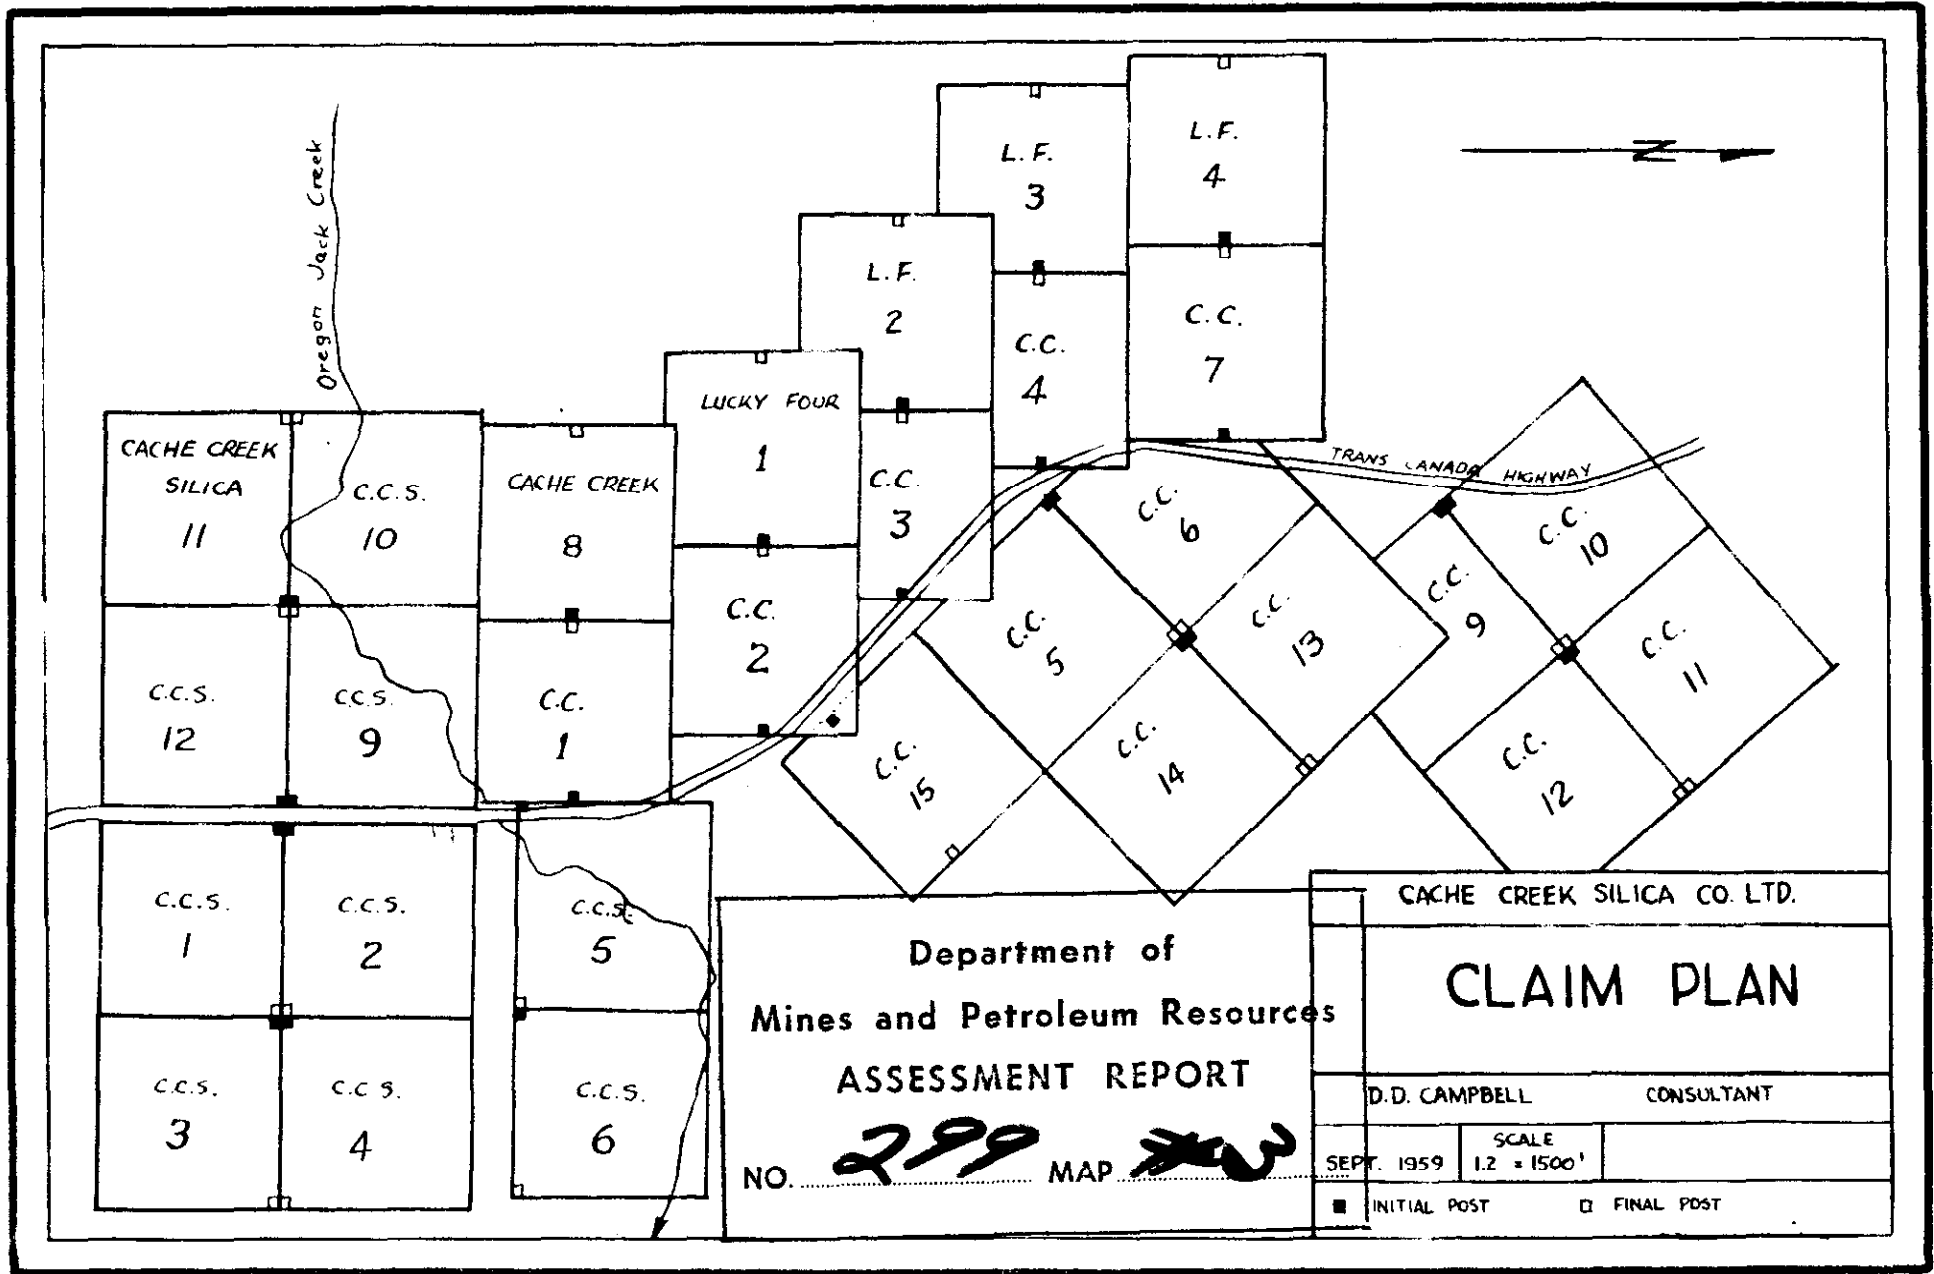 Oregon Jack Creek
L.F.
3
L.F.
4
N
L.F.
2
C.C.
4
C.C.
7
LUCKY FOUR
1
C.C.
3
CACHE CREEK
SILICA
11
C.C.S.
10
CACHE CREEK
8
C.C.
2
C.C.S.
12
C.C.S.
9
C.C.
1
TRANS CANADA HIGHWAY
C.C.
6
C.C.
5
C.C.
13
C.C.
10
C.C.
9
C.C.
11
C.C.
15
C.C.
14
C.C.
12
C.C.S.
1
C.C.S.
2
C.C.S.
5
C.C.S.
3
C.C S.
4
C.C.S.
6
Department of
Mines and Petroleum Resources
ASSESSMENT REPORT
NO. 299 MAP #3
CACHE CREEK SILICA CO. LTD.
CLAIM PLAN
D.D. CAMPBELL CONSULTANT
SEPT. 1959
SCALE
1.2 = 1500'
INITIAL POST
FINAL POST